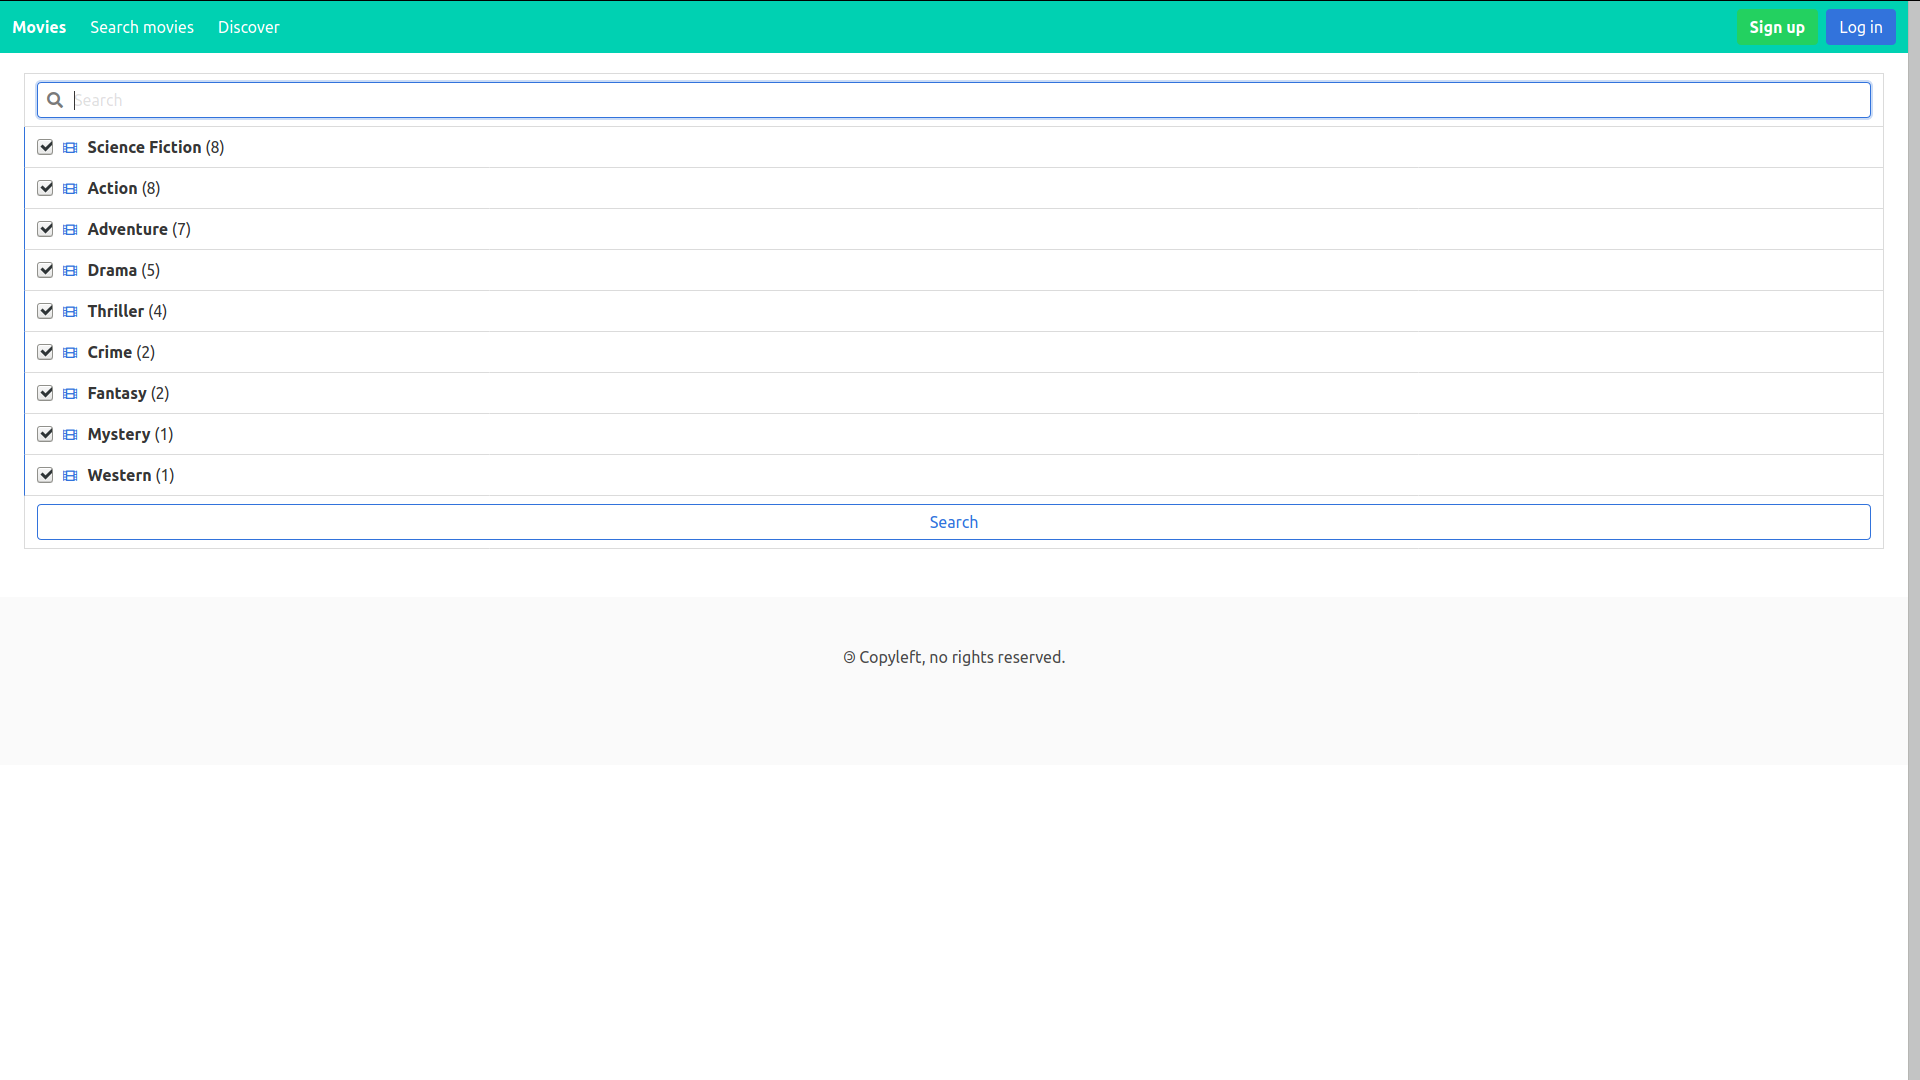 Movies Search movies Discover Sign up Log in
Search
Science Fiction (8)
Action (8)
Adventure (7)
Drama (5)
Thriller (4)
Crime (2)
Fantasy (2)
Mystery (1)
Western (1)
Search
🄯 Copyleft, no rights reserved.